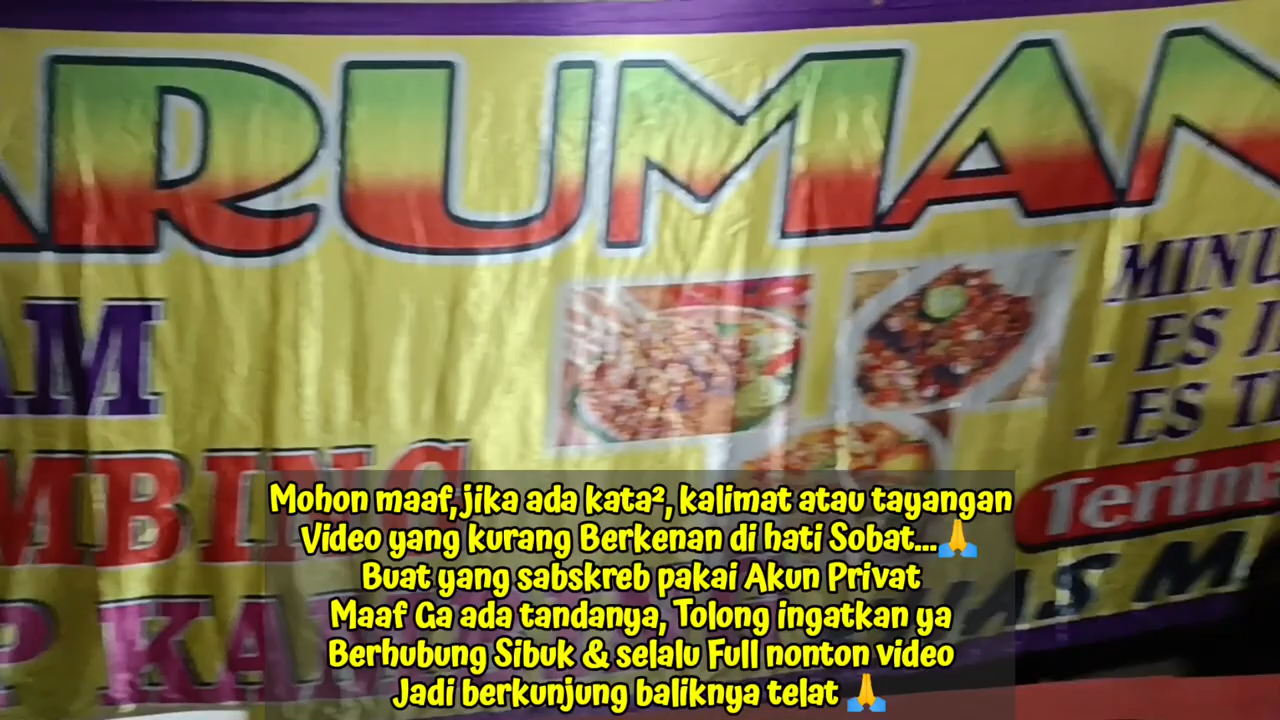 ARUMAN
AM
MBING
P KAM
MINU
- ES
- ES T
Terim
Mohon maaf,jika ada kata², kalimat atau tayangan
Video yang kurang Berkenan di hati Sobat...🙏
Buat yang sabskreb pakai Akun Privat
Maaf Ga ada tandanya, Tolong ingatkan ya
Berhubung Sibuk & selalu Full nonton video
Jadi berkunjung baliknya telat 🙏